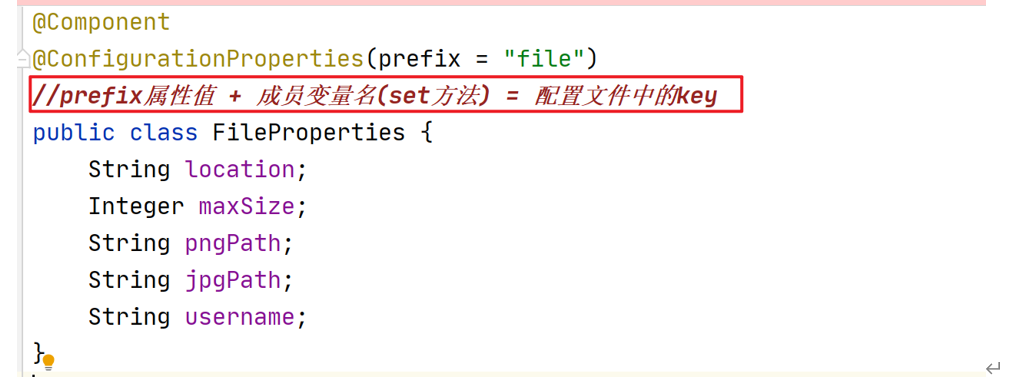 @Component
@ConfigurationProperties(prefix = "file")
//prefix属性值 + 成员变量名(set方法) = 配置文件中的key
public class FileProperties {
String location;
Integer maxSize;
String pngPath;
String jpgPath;
String username;
}